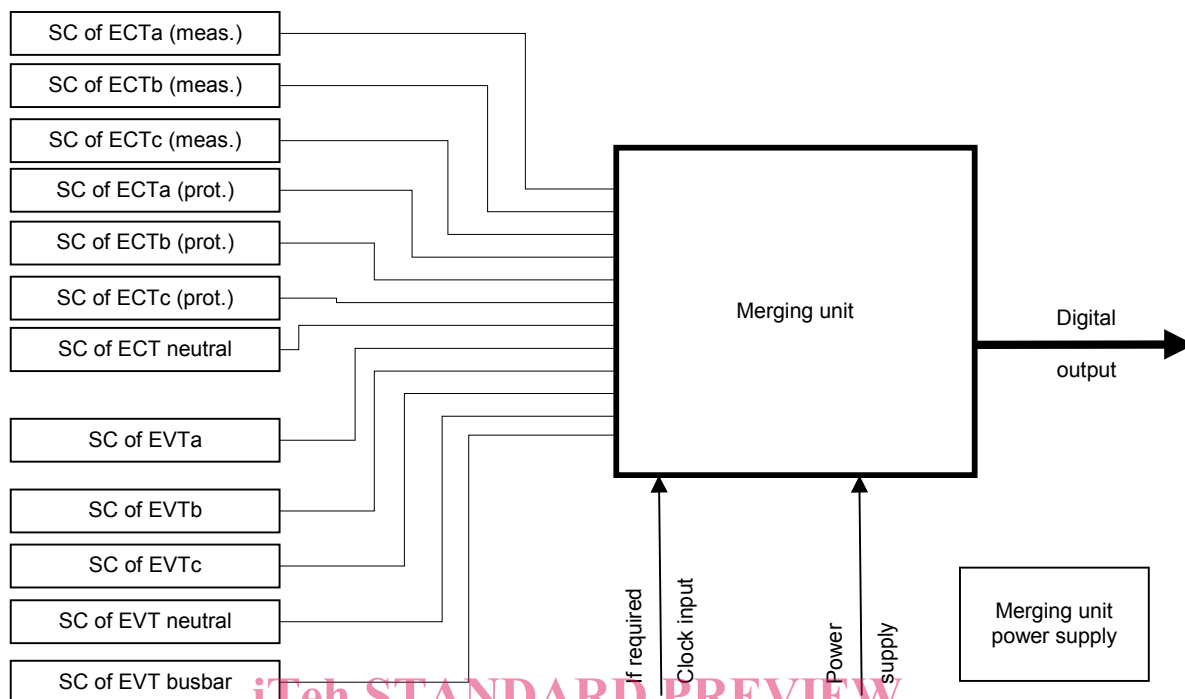 SC of ECTa (meas.)
SC of ECTb (meas.)
SC of ECTc (meas.)
SC of ECTa (prot.)
SC of ECTb (prot.)
SC of ECTc (prot.)
SC of ECT neutral
SC of EVTa
SC of EVTb
SC of EVTc
SC of EVT neutral
SC of EVT busbar
Merging unit
Digital
output
If required
Clock input
Power
supply
Merging unit
power supply
iTeh STANDARD PREVIEW